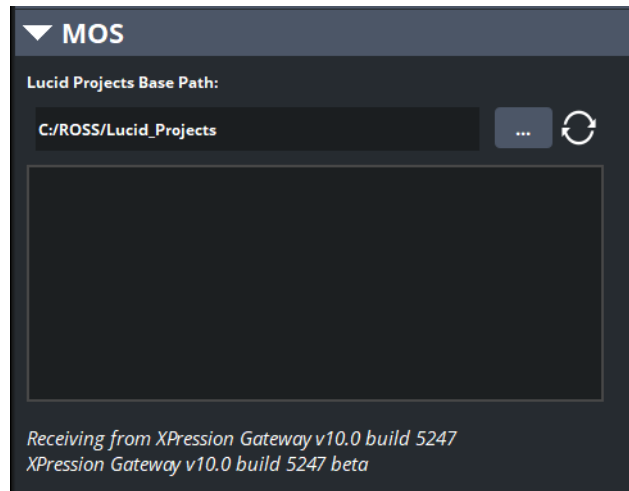 MOS
Lucid Projects Base Path:
C:/ROSS/Lucid_Projects
...
Receiving from XPression Gateway v10.0 build 5247
XPression Gateway v10.0 build 5247 beta